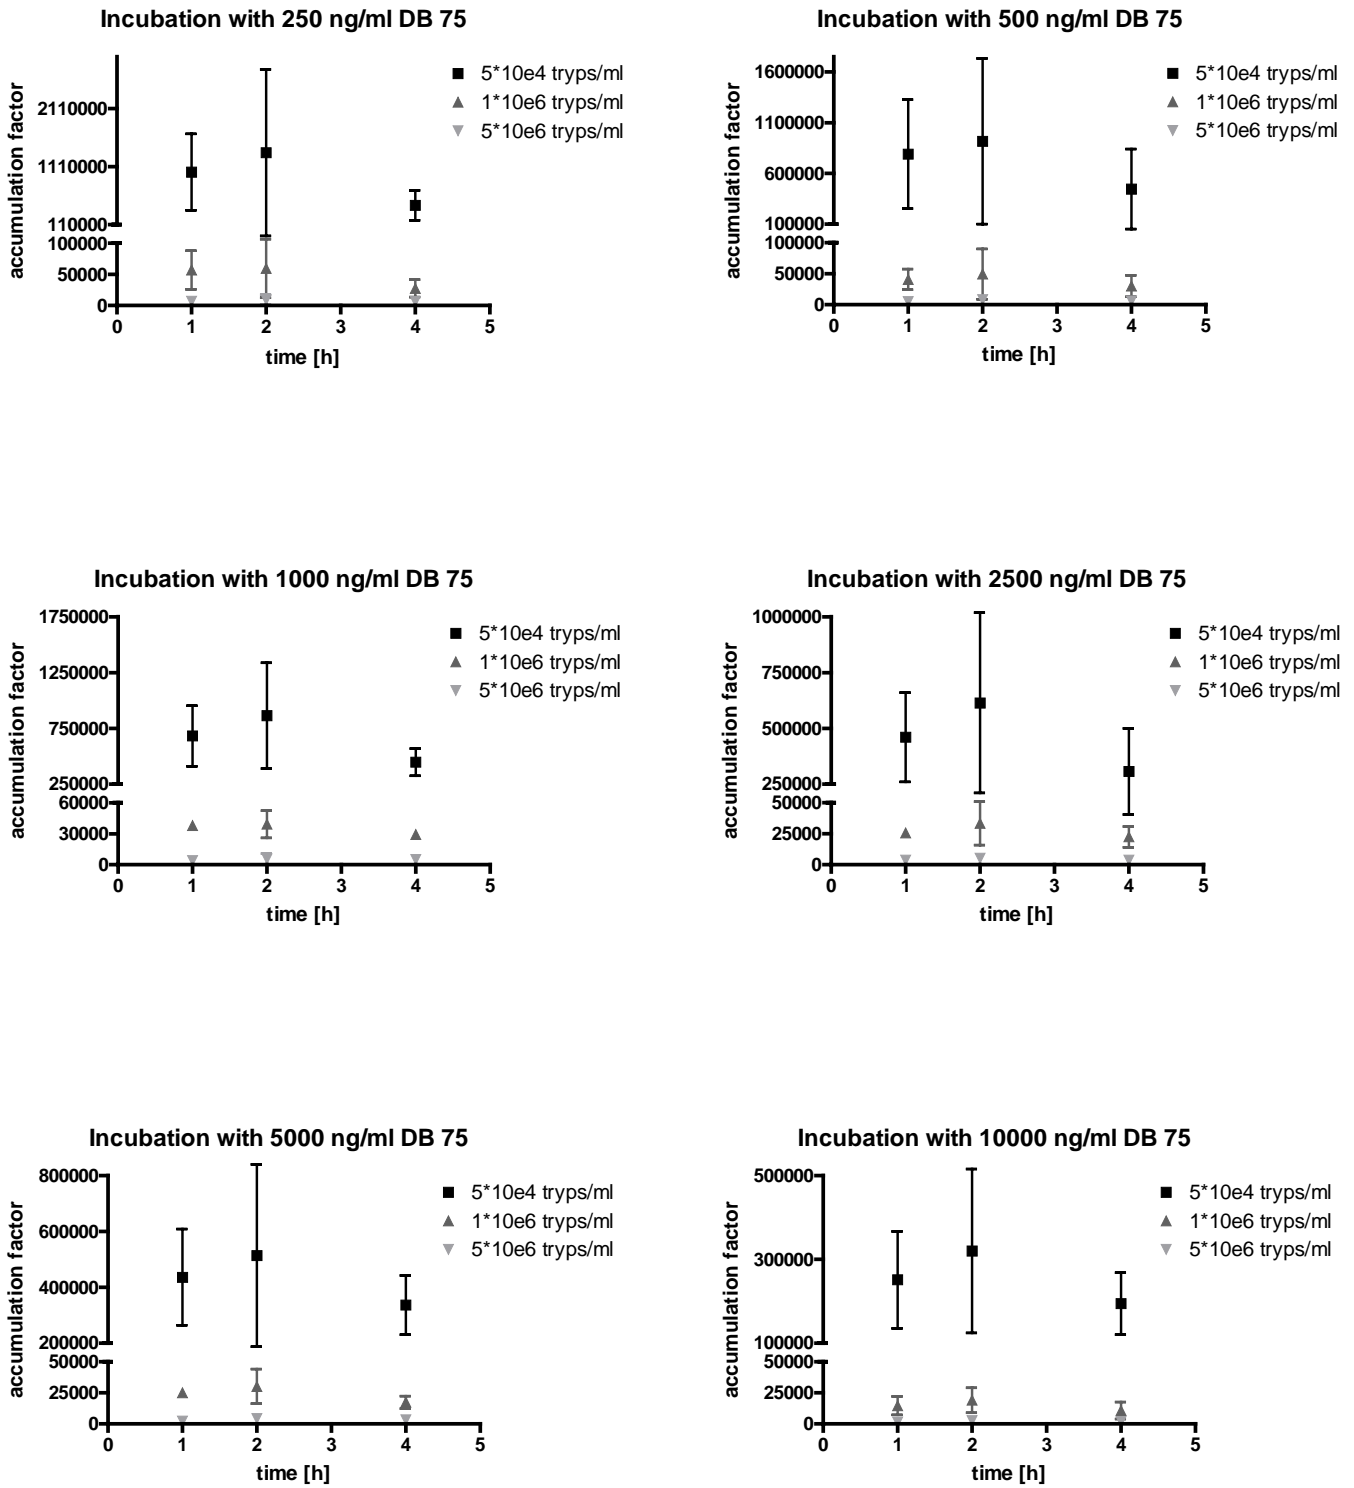 Incubation with 250 ng/ml DB 75
accumulation factor
2110000
1110000
110000
100000
50000
0
0 1 2 3 4 5
time [h]
5*10e4 tryps/ml
1*10e6 tryps/ml
5*10e6 tryps/ml
Incubation with 500 ng/ml DB 75
accumulation factor
1600000
1100000
600000
100000
100000
50000
0
0 1 2 3 4 5
time [h]
5*10e4 tryps/ml
1*10e6 tryps/ml
5*10e6 tryps/ml
Incubation with 1000 ng/ml DB 75
accumulation factor
1750000
1250000
750000
250000
60000
30000
0
0 1 2 3 4 5
time [h]
5*10e4 tryps/ml
1*10e6 tryps/ml
5*10e6 tryps/ml
Incubation with 2500 ng/ml DB 75
accumulation factor
1000000
750000
500000
250000
50000
25000
0
0 1 2 3 4 5
time [h]
5*10e4 tryps/ml
1*10e6 tryps/ml
5*10e6 tryps/ml
Incubation with 5000 ng/ml DB 75
accumulation factor
800000
600000
400000
200000
50000
25000
0
0 1 2 3 4 5
time [h]
5*10e4 tryps/ml
1*10e6 tryps/ml
5*10e6 tryps/ml
Incubation with 10000 ng/ml DB 75
accumulation factor
500000
300000
100000
50000
25000
0
0 1 2 3 4 5
time [h]
5*10e4 tryps/ml
1*10e6 tryps/ml
5*10e6 tryps/ml